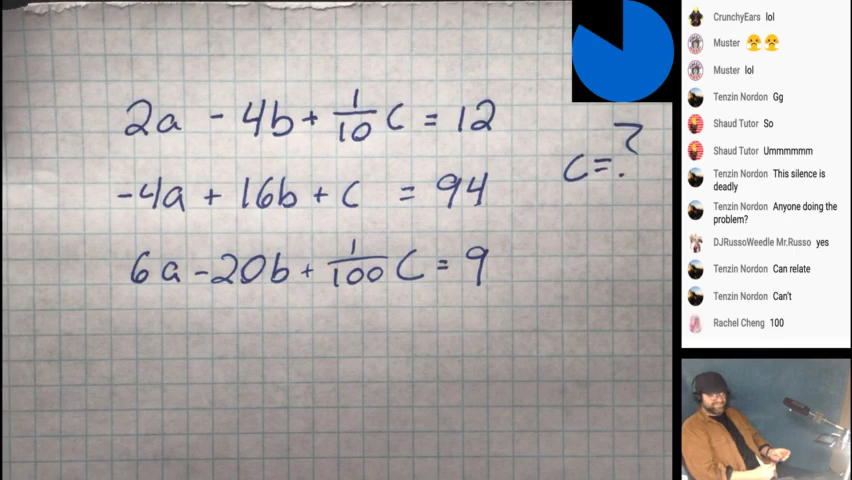 2a - 4b + 1/10 c = 12
c = ?
-4a + 16b + c = 94
6a - 20b + 1/100 c = 9
CrunchyEars lol
Muster 😤😤
Muster lol
Tenzin Nordon Gg
Shaud Tutor So
Shaud Tutor Ummmmmm
Tenzin Nordon This silence is
deadly
Tenzin Nordon Anyone doing the
problem?
DJRussoWeedle Mr.Russo yes
Tenzin Nordon Can relate
Tenzin Nordon Can't
Rachel Cheng 100